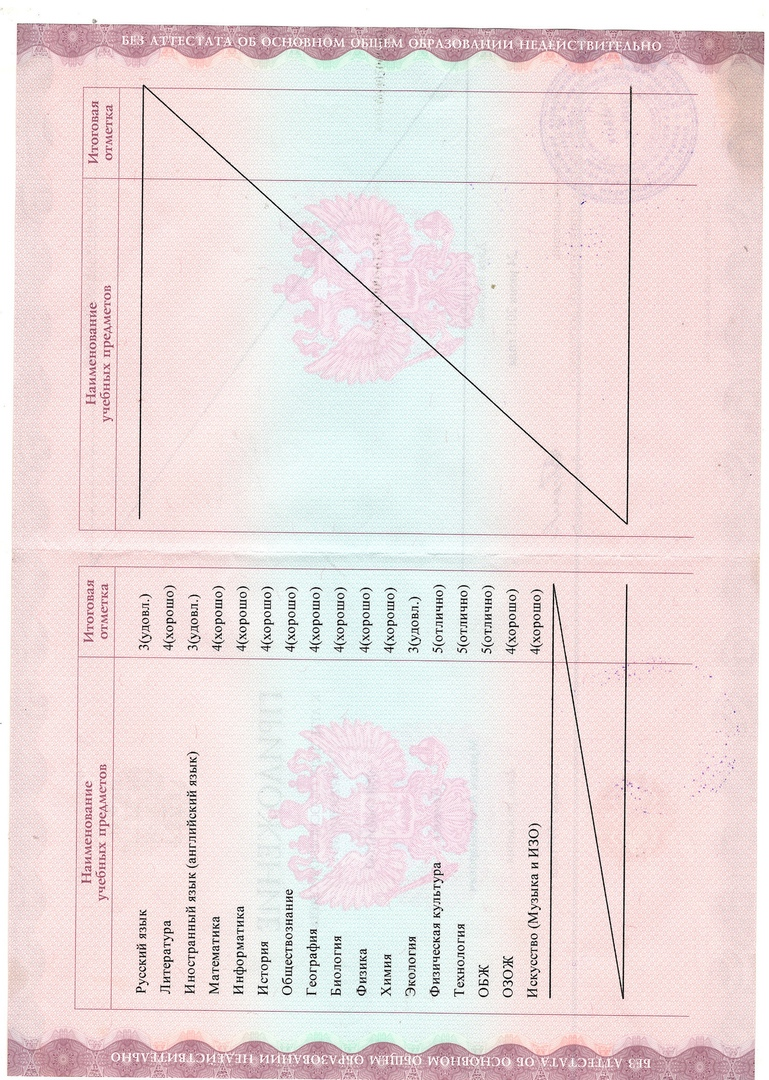 БЕЗ АТТЕСТАТА ОБ ОСНОВНОМ ОБЩЕМ ОБРАЗОВАНИИ НЕДЕЙСТВИТЕЛЬНО
Наименование
учебных предметов
Итоговая
отметка
Русский язык 3(удовл.)
Литература 4(хорошо)
Иностранный язык (английский язык) 3(удовл.)
Математика 4(хорошо)
Информатика 4(хорошо)
История 4(хорошо)
Обществознание 4(хорошо)
География 4(хорошо)
Биология 4(хорошо)
Физика 4(хорошо)
Химия 4(хорошо)
Экология 3(удовл.)
Физическая культура 5(отлично)
Технология 5(отлично)
ОБЖ 5(отлично)
ОЗОЖ 4(хорошо)
Искусство (Музыка и ИЗО) 4(хорошо)
Наименование
учебных предметов
Итоговая
отметка
БЕЗ АТТЕСТАТА ОБ ОСНОВНОМ ОБЩЕМ ОБРАЗОВАНИИ НЕДЕЙСТВИТЕЛЬНО